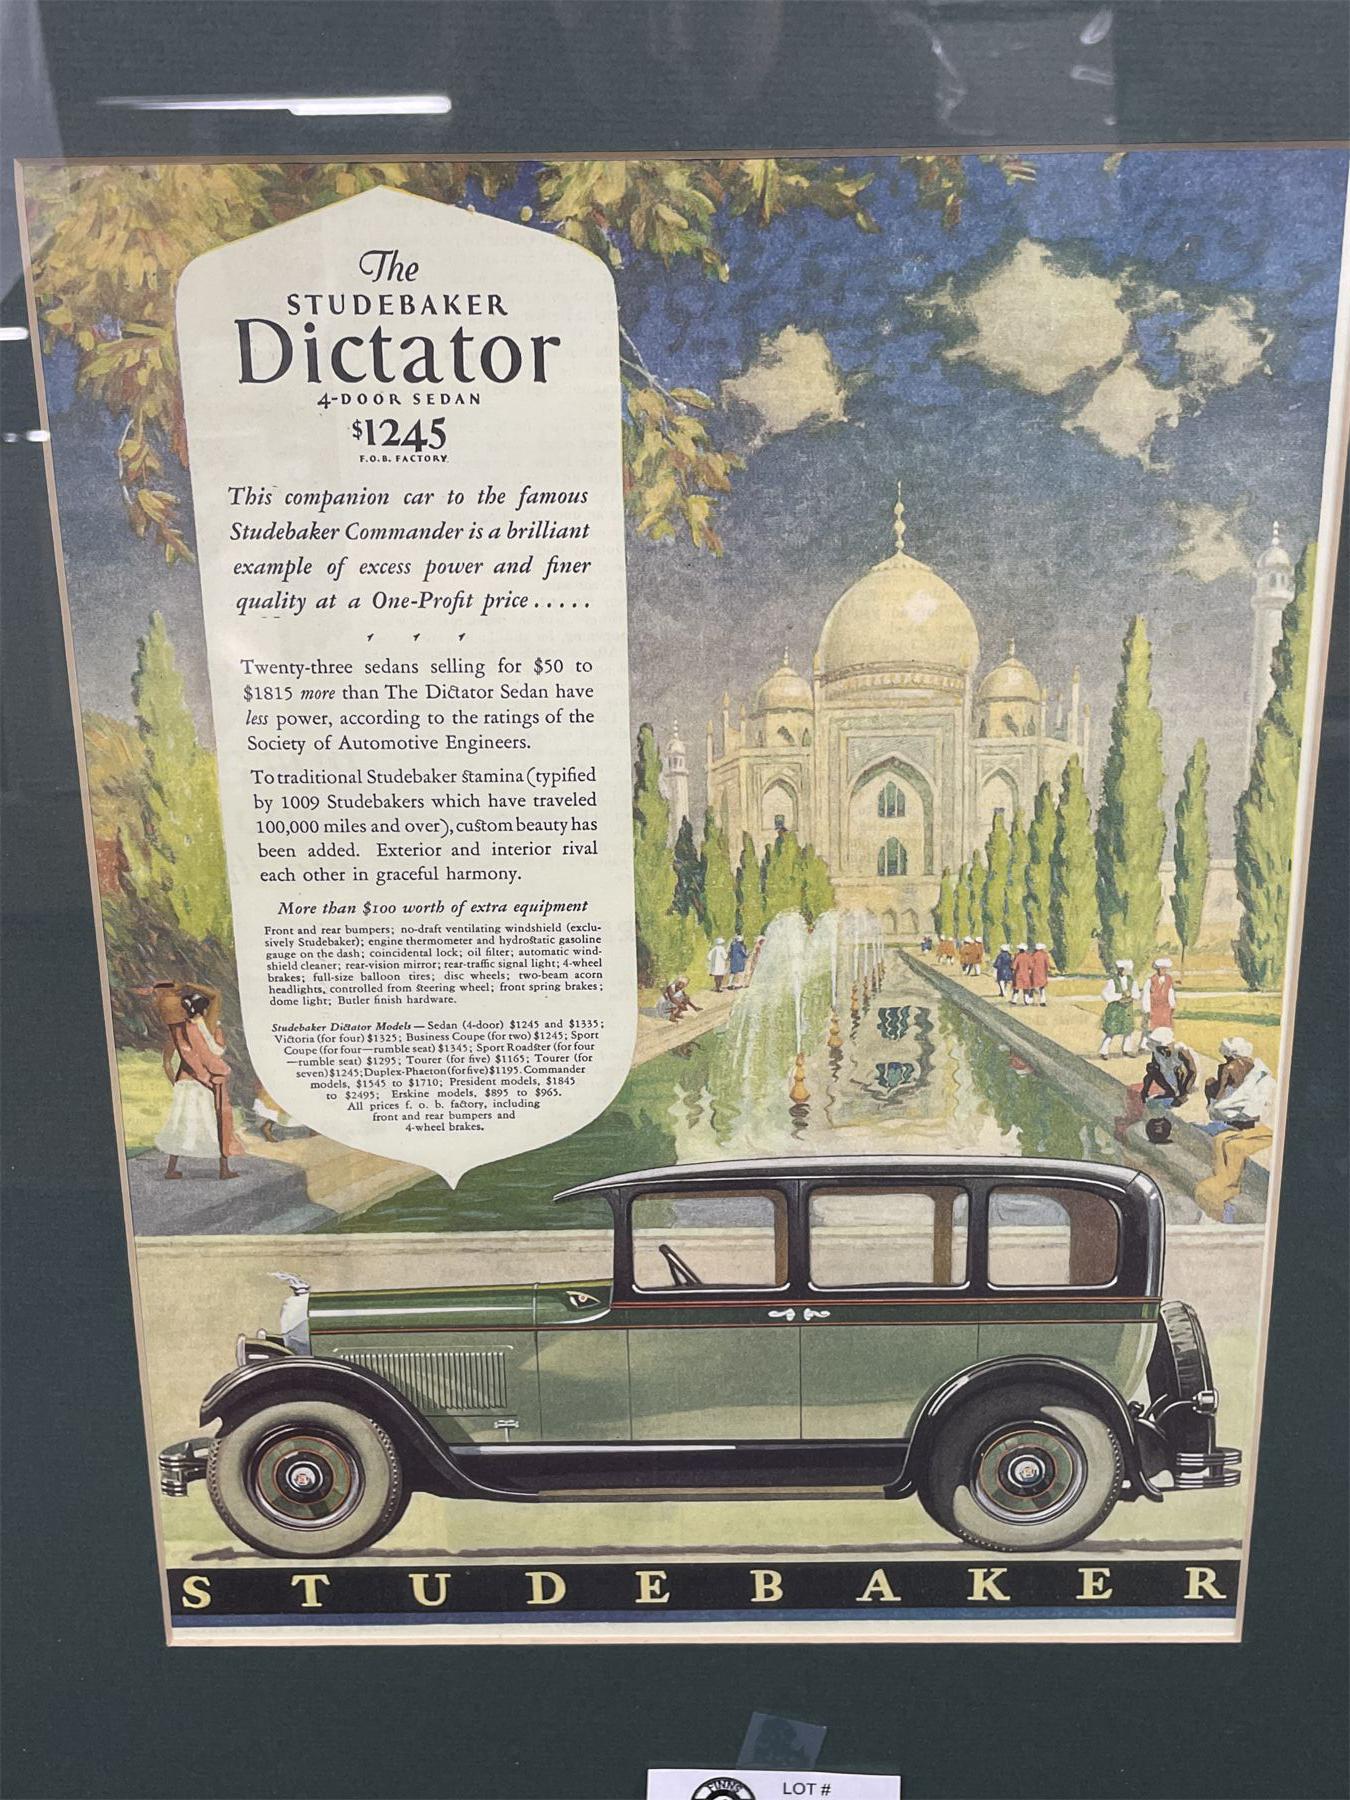 The
STUDEBAKER
Dictator
4-DOOR SEDAN
$1245
F.O.B. FACTORY
This companion car to the famous
Studebaker Commander is a brilliant
example of excess power and finer
quality at a One-Profit price.....
Twenty-three sedans selling for $50 to
$1815 more than The Dictator Sedan have
less power, according to the ratings of the
Society of Automotive Engineers.
To traditional Studebaker stamina (typified
by 1009 Studebakers which have traveled
100,000 miles and over), custom beauty has
been added. Exterior and interior rival
each other in graceful harmony.
More than $100 worth of extra equipment
Front and rear bumpers; no-draft ventilating windshield (exclu-
sively Studebaker); engine thermometer and hydrostatic gasoline
gauge on the dash; coincidental lock; oil filter; automatic wind-
shield cleaner; rear-vision mirror; rear-traffic signal light; 4-wheel
brakes; full-size balloon tires; disc wheels; two-beam acorn
headlights, controlled from steering wheel; front spring brakes;
dome light; Butler finish hardware.
Studebaker Dictator Models—Sedan (4-door) $1245 and $1335;
Victoria (for four) $1325; Business Coupe (for two) $1245; Sport
Coupe (for four—rumble seat) $1345; Sport Roadster (for four
—rumble seat) $1295; Tourer (for five) $1165; Tourer (for
seven) $1245; Duplex-Phaeton (for five) $1195. Commander
models, $1545 to $1710; President models, $1845
to $2495; Erskine models, $895 to $965.
All prices f. o. b. factory, including
front and rear bumpers and
4-wheel brakes.
STUDEBAKER
FINNS
LOT #